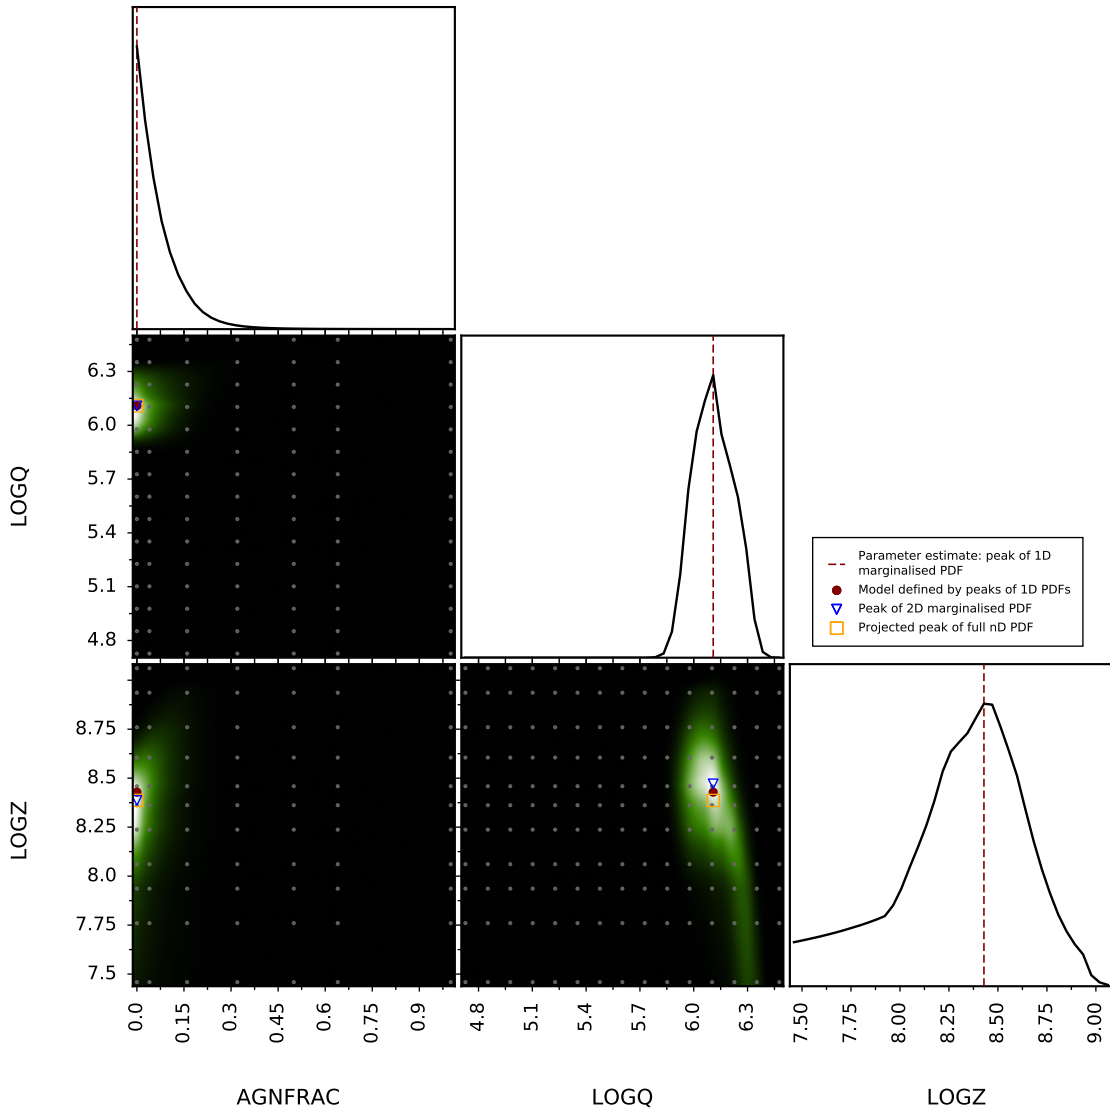 6.3
6.0
5.7
5.4
5.1
4.8
LOGQ
Parameter estimate: peak of 1D
marginalised PDF
Model defined by peaks of 1D PDFs
Peak of 2D marginalised PDF
Projected peak of full nD PDF
8.75
8.5
8.25
8.0
7.75
7.5
LOGZ
0.0 0.15 0.3 0.45 0.6 0.75 0.9
4.8 5.1 5.4 5.7 6.0 6.3
7.50 7.75 8.00 8.25 8.50 8.75 9.00
AGNFRAC
LOGQ
LOGZ